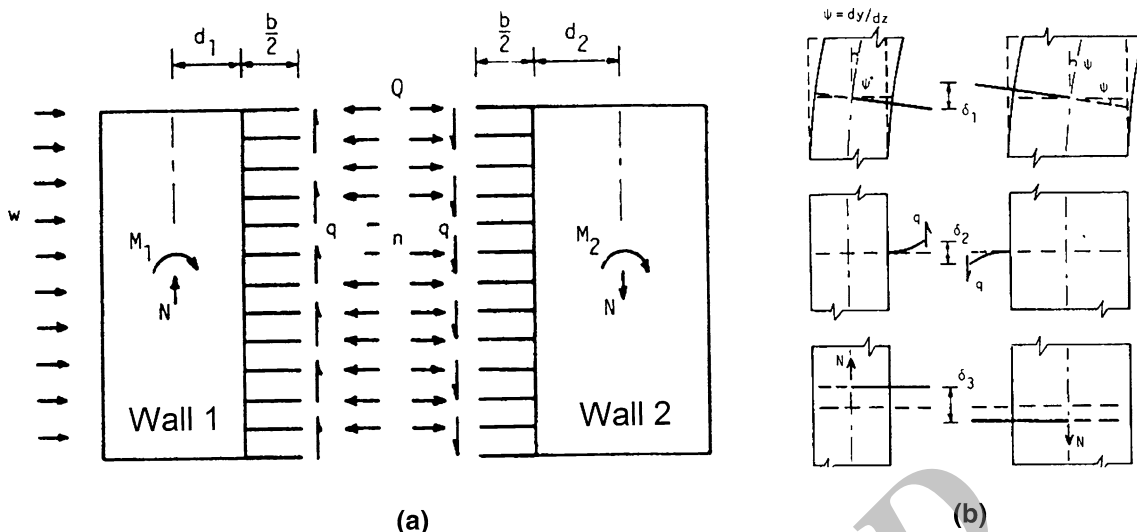 d₁
b/2
b/2
d₂
Q
w
M₁
N
q
n
q
M₂
N
Wall 1
Wall 2
(a)
ψ = dy/dz
ψ
ψ
ψ
δ₁
q
δ₂
q
N
δ₃
N
(b)